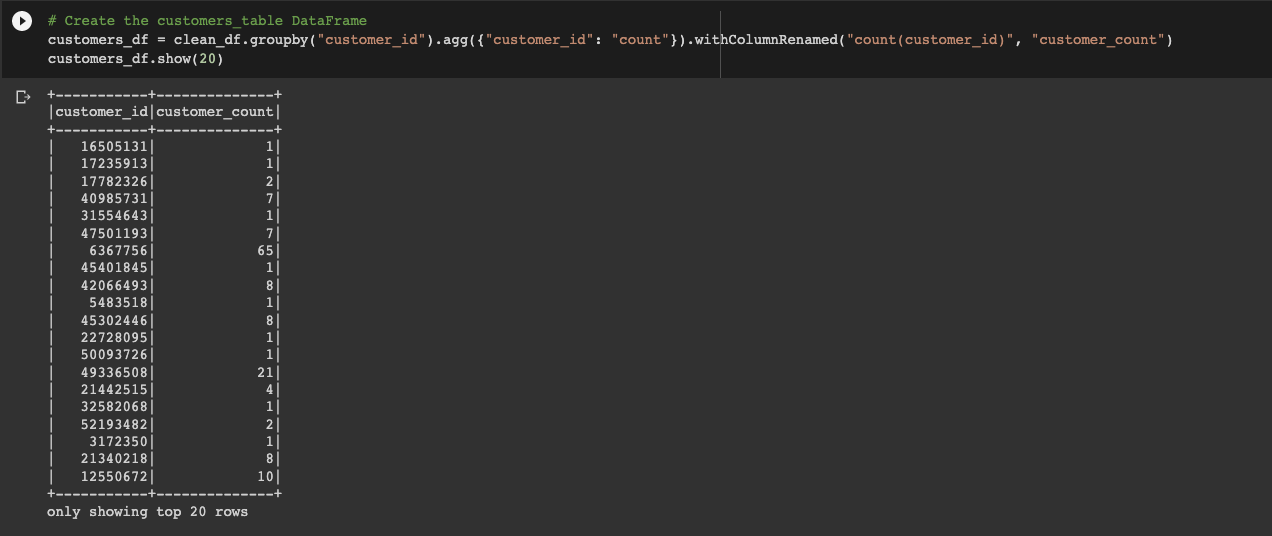 # Create the customers_table DataFrame
customers_df = clean_df.groupby("customer_id").agg({"customer_id": "count"}).withColumnRenamed("count(customer_id)", "customer_count")
customers_df.show(20)
+-----------+--------------+
|customer_id|customer_count|
+-----------+--------------+
|   16505131|             1|
|   17235913|             1|
|   17782326|             2|
|   40985731|             7|
|   31554643|             1|
|   47501193|             7|
|    6367756|            65|
|   45401845|             1|
|   42066493|             8|
|    5483518|             1|
|   45302446|             8|
|   22728095|             1|
|   50093726|             1|
|   49336508|            21|
|   21442515|             4|
|   32582068|             1|
|   52193482|             2|
|    3172350|             1|
|   21340218|             8|
|   12550672|            10|
+-----------+--------------+
only showing top 20 rows